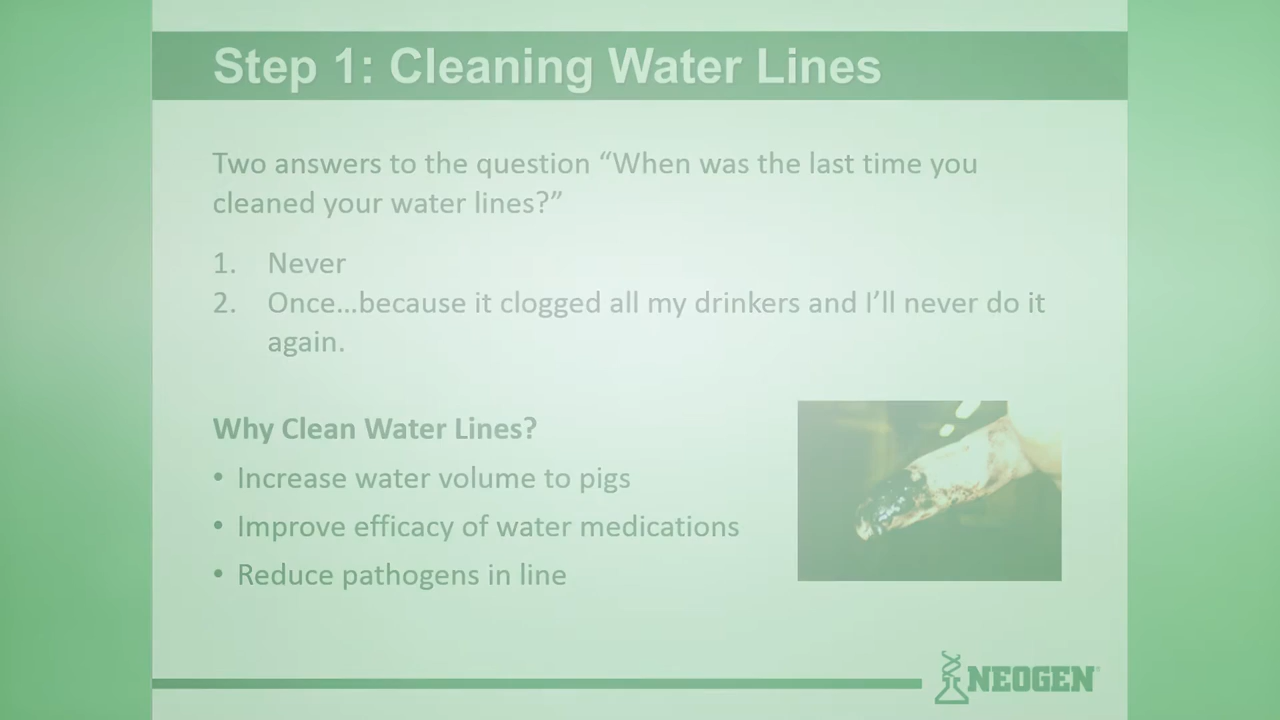 Step 1: Cleaning Water Lines
Two answers to the question “When was the last time you
cleaned your water lines?”
1. Never
2. Once…because it clogged all my drinkers and I’ll never do it
again.
Why Clean Water Lines?
• Increase water volume to pigs
• Improve efficacy of water medications
• Reduce pathogens in line
NEOGEN®